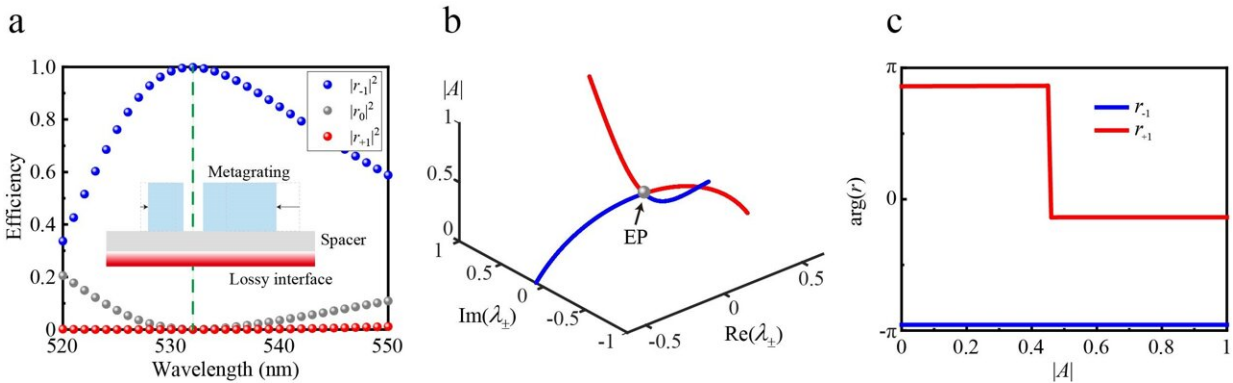 a
Efficiency
1.0
0.8
0.6
0.4
0.2
0
520
530
540
550
Wavelength (nm)
|r₋₁|²
|r₀|²
|r₊₁|²
Metagrating
Spacer
Lossy interface
b
|A|
1
0.5
0
1
0.5
0
-0.5
-1
Im(λ±)
-0.5
0
0.5
Re(λ±)
EP
c
arg(r)
π
0
-π
0
0.2
0.4
0.6
0.8
1
|A|
r₋₁
r₊₁